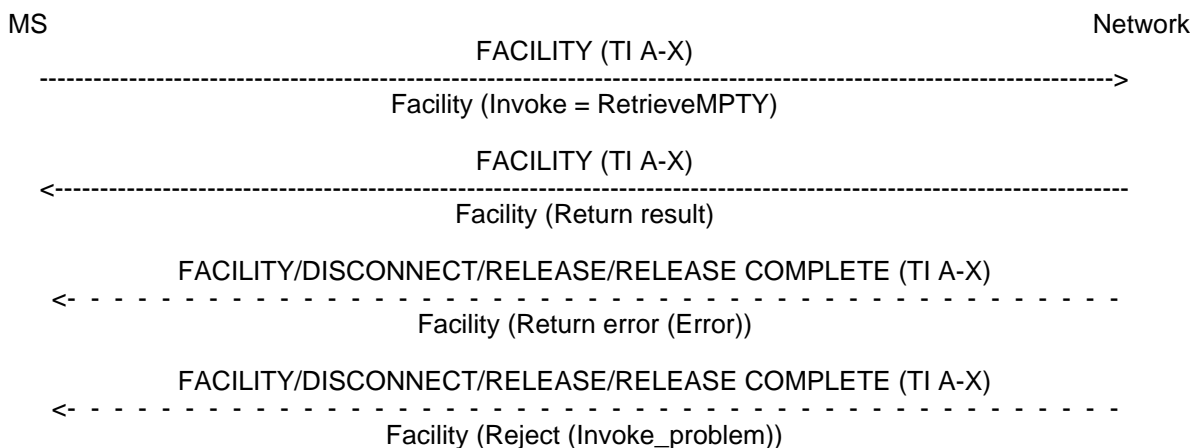 MS Network
FACILITY (TI A-X)
------------------------------------------------------------------------------------------------------------------------>
Facility (Invoke = RetrieveMPTY)
FACILITY (TI A-X)
<------------------------------------------------------------------------------------------------------------------------
Facility (Return result)
FACILITY/DISCONNECT/RELEASE/RELEASE COMPLETE (TI A-X)
<- - - - - - - - - - - - - - - - - - - - - - - - - - - - - - - - - - - - - - - - - - - - -
Facility (Return error (Error))
FACILITY/DISCONNECT/RELEASE/RELEASE COMPLETE (TI A-X)
<- - - - - - - - - - - - - - - - - - - - - - - - - - - - - - - - - - - - - - - - - - - - -
Facility (Reject (Invoke_problem))